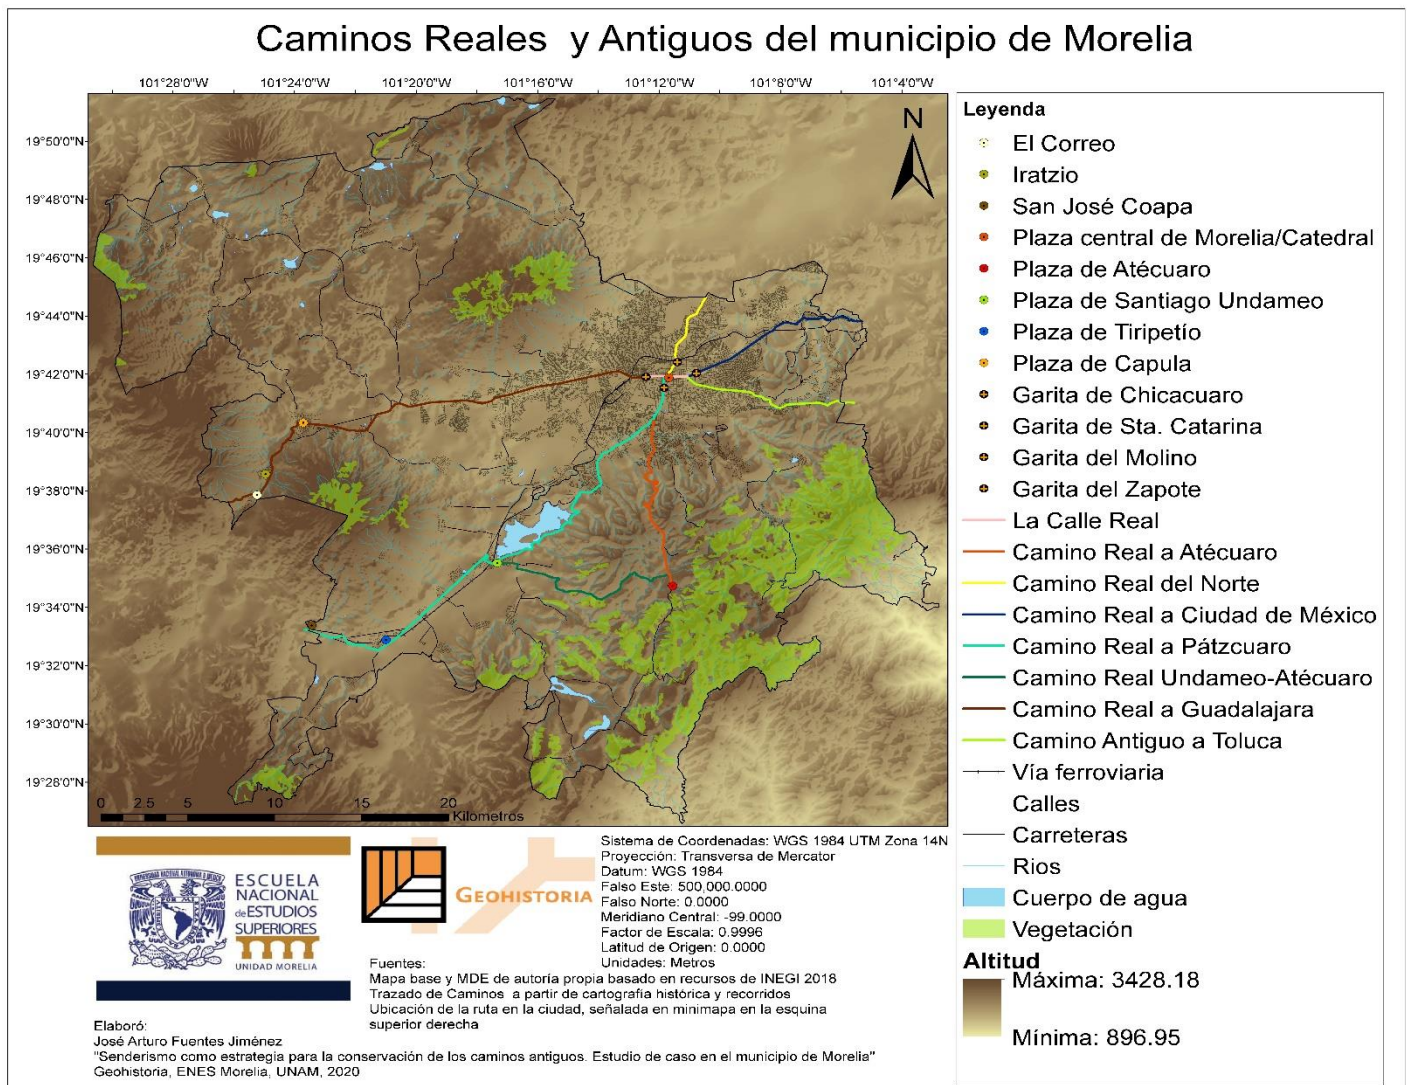 Caminos Reales y Antiguos del municipio de Morelia
101°28'0"W 101°24'0"W 101°20'0"W 101°16'0"W 101°12'0"W 101°8'0"W 101°4'0"W
19°50'0"N
19°48'0"N
19°46'0"N
19°44'0"N
19°42'0"N
19°40'0"N
19°38'0"N
19°36'0"N
19°34'0"N
19°32'0"N
19°30'0"N
19°28'0"N
N
0 2.5 5 10 15 20
Kilometros
Leyenda
El Correo
Iratzio
San José Coapa
Plaza central de Morelia/Catedral
Plaza de Atécuaro
Plaza de Santiago Undameo
Plaza de Tiripetío
Plaza de Capula
Garita de Chicacuaro
Garita de Sta. Catarina
Garita del Molino
Garita del Zapote
La Calle Real
Camino Real a Atécuaro
Camino Real del Norte
Camino Real a Ciudad de México
Camino Real a Pátzcuaro
Camino Real Undameo-Atécuaro
Camino Real a Guadalajara
Camino Antiguo a Toluca
Vía ferroviaria
Calles
Carreteras
Rios
Cuerpo de agua
Vegetación
Altitud
Máxima: 3428.18
Mínima: 896.95
ESCUELA
NACIONAL
de ESTUDIOS
SUPERIORES
UNIDAD MORELIA
GEOHISTORIA
Sistema de Coordenadas: WGS 1984 UTM Zona 14N
Proyección: Transversa de Mercator
Datum: WGS 1984
Falso Este: 500,000.0000
Falso Norte: 0.0000
Meridiano Central: -99.0000
Factor de Escala: 0.9996
Latitud de Origen: 0.0000
Unidades: Metros
Fuentes:
Mapa base y MDE de autoría propia basado en recursos de INEGI 2018
Trazado de Caminos a partir de cartografia histórica y recorridos
Ubicación de la ruta en la ciudad, señalada en minimapa en la esquina
superior derecha
Elaboró:
José Arturo Fuentes Jiménez
"Senderismo como estrategia para la conservación de los caminos antiguos. Estudio de caso en el municipio de Morelia"
Geohistoria, ENES Morelia, UNAM, 2020